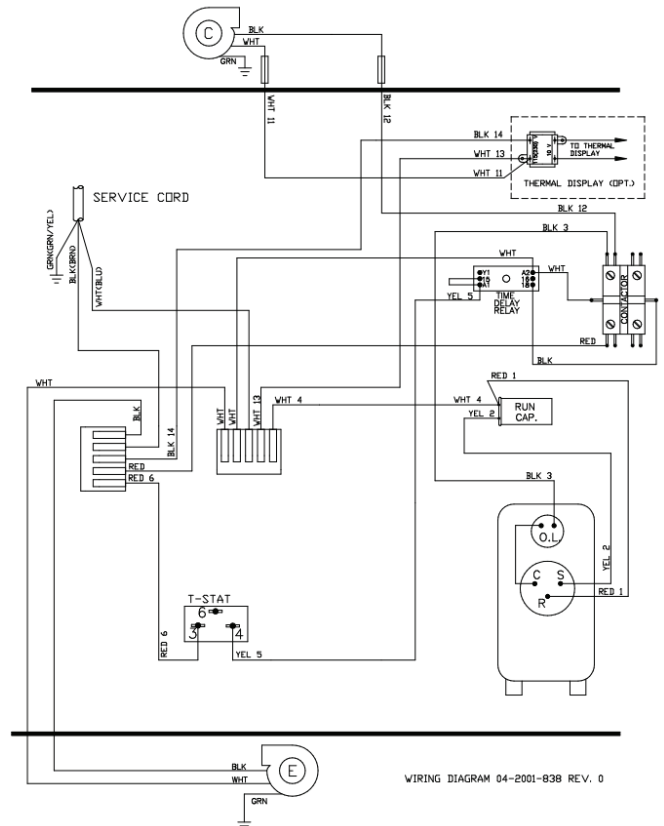 C
BLK
WHT
GRN
WHT 11
BLK 12
BLK 14
WHT 13
WHT 11
115(230) V
10 V
TO THERMAL
DISPLAY
THERMAL DISPLAY (OPT.)
SERVICE CORD
GRN(GRN/YEL)
BLK(BRN)
WHT(BLU)
BLK 12
BLK 3
WHT
Y1
15
A1
A2
16
18
WHT
YEL 5
TIME
DELAY
RELAY
CONTACTOR
RED
BLK
WHT
RED 1
BLK
WHT
WHT
WHT 13
WHT 4
WHT 4
YEL 2
RUN
CAP.
BLK 14
RED
RED 6
BLK 3
O.L.
C
S
R
YEL 2
RED 1
T-STAT
6
3
4
RED 6
YEL 5
BLK
WHT
GRN
E
WIRING DIAGRAM 04-2001-838 REV. 0